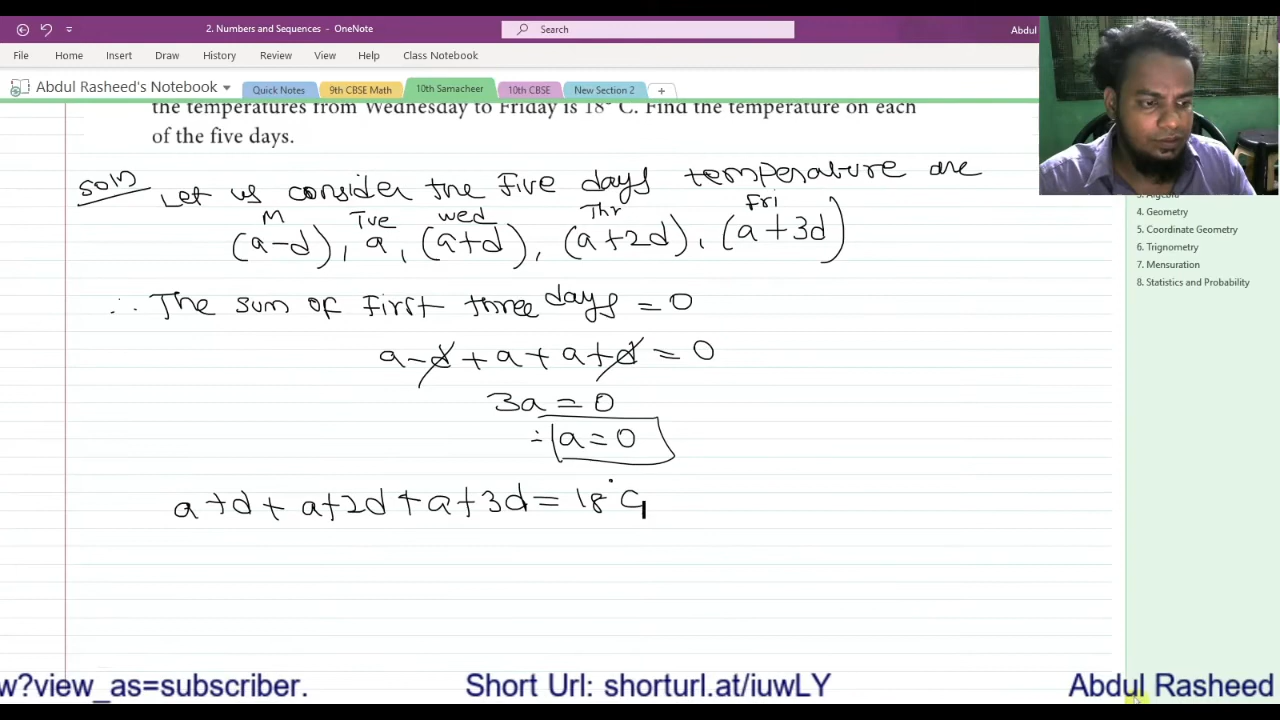 2. Numbers and Sequences - OneNote
Search
Abdul
File Home Insert Draw History Review View Help Class Notebook
Abdul Rasheed's Notebook
Quick Notes 9th CBSE Math 10th Samacheer 10th CBSE New Section 2 +
the temperatures from Wednesday to Friday is 18° C. Find the temperature on each
of the five days.
Soln Let us consider the five days temperature are
M Tue wed Thr Fri
(a-d), a, (a+d), (a+2d), (a+3d)
∴ The sum of first three days = 0
a-d+a+a+d = 0
3a = 0
∴ a = 0
a+d+a+2d+a+3d = 18°C
4. Geometry
5. Coordinate Geometry
6. Trignometry
7. Mensuration
8. Statistics and Probability
w?view_as=subscriber. Short Url: shorturl.at/iuwLY Abdul Rasheed